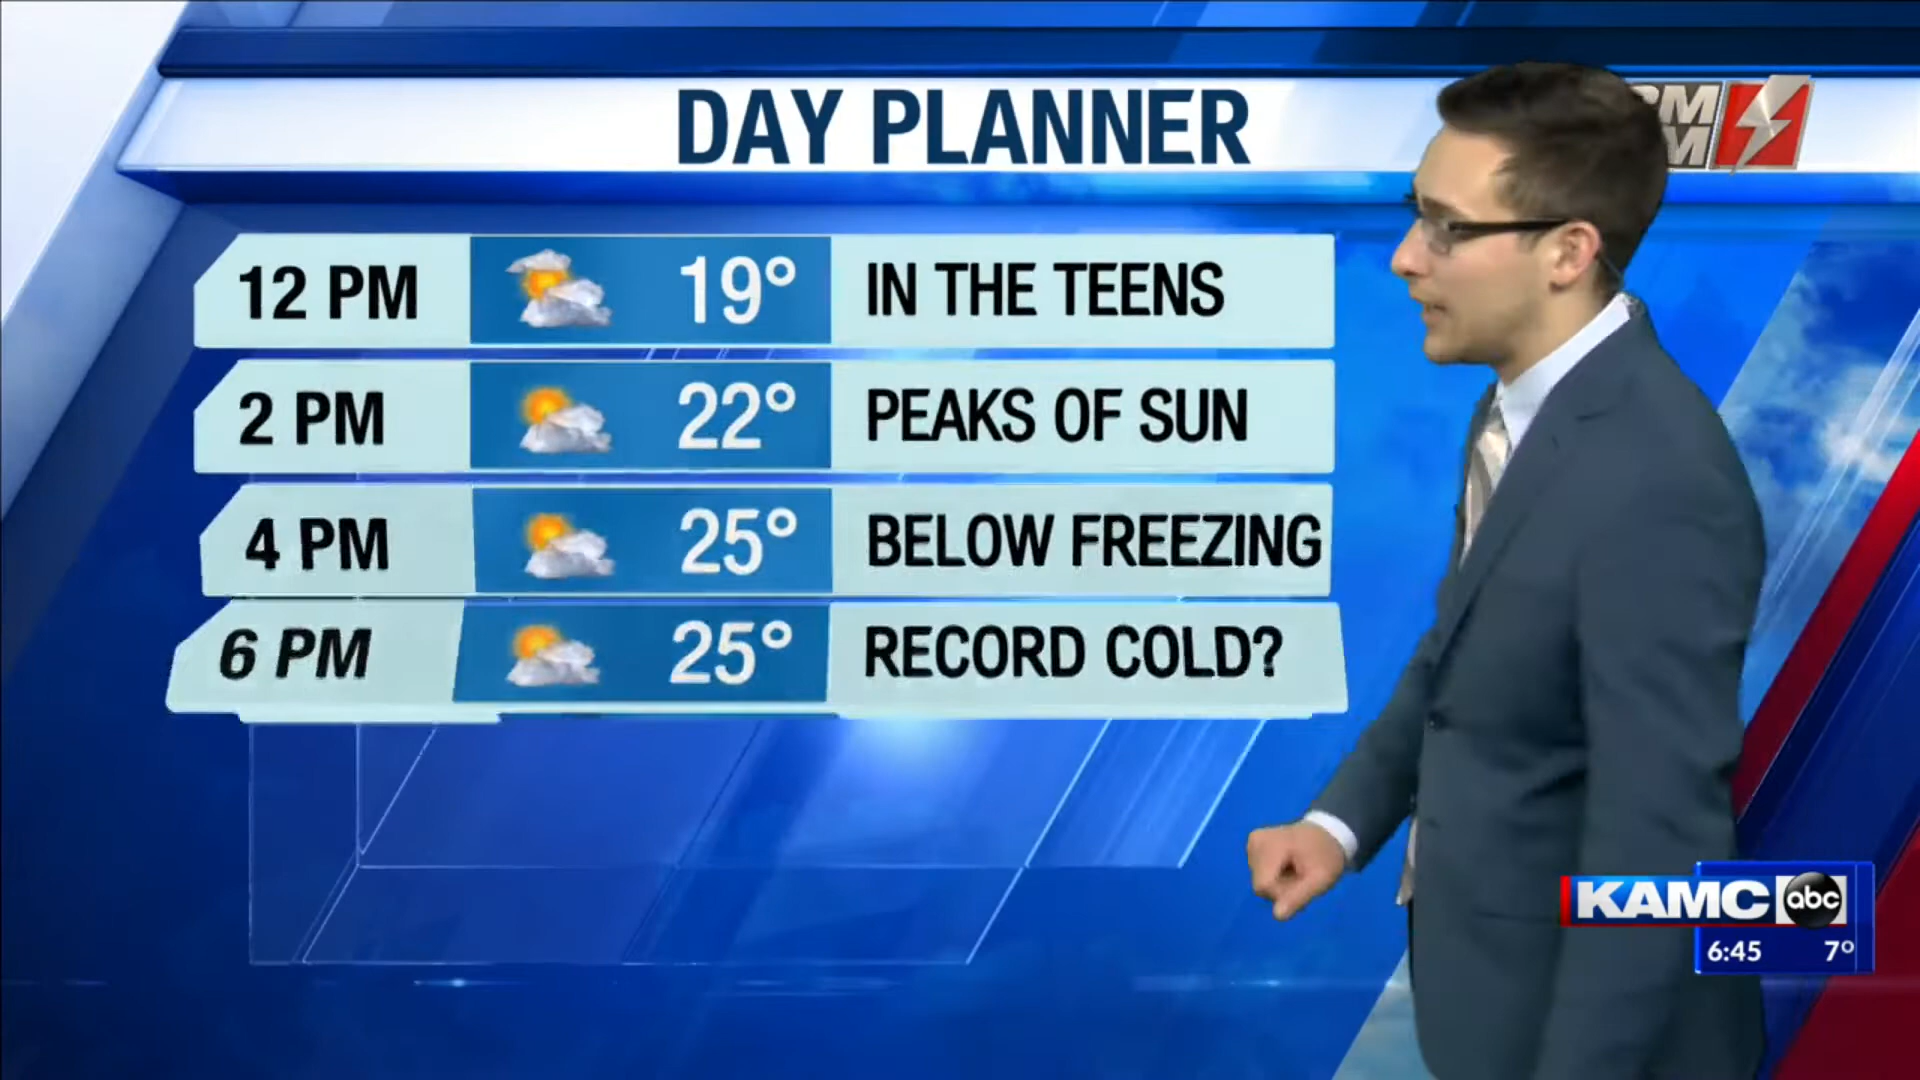 DAY PLANNER
12 PM 19° IN THE TEENS
2 PM 22° PEAKS OF SUN
4 PM 25° BELOW FREEZING
6 PM 25° RECORD COLD?
KAMC abc
6:45 7°